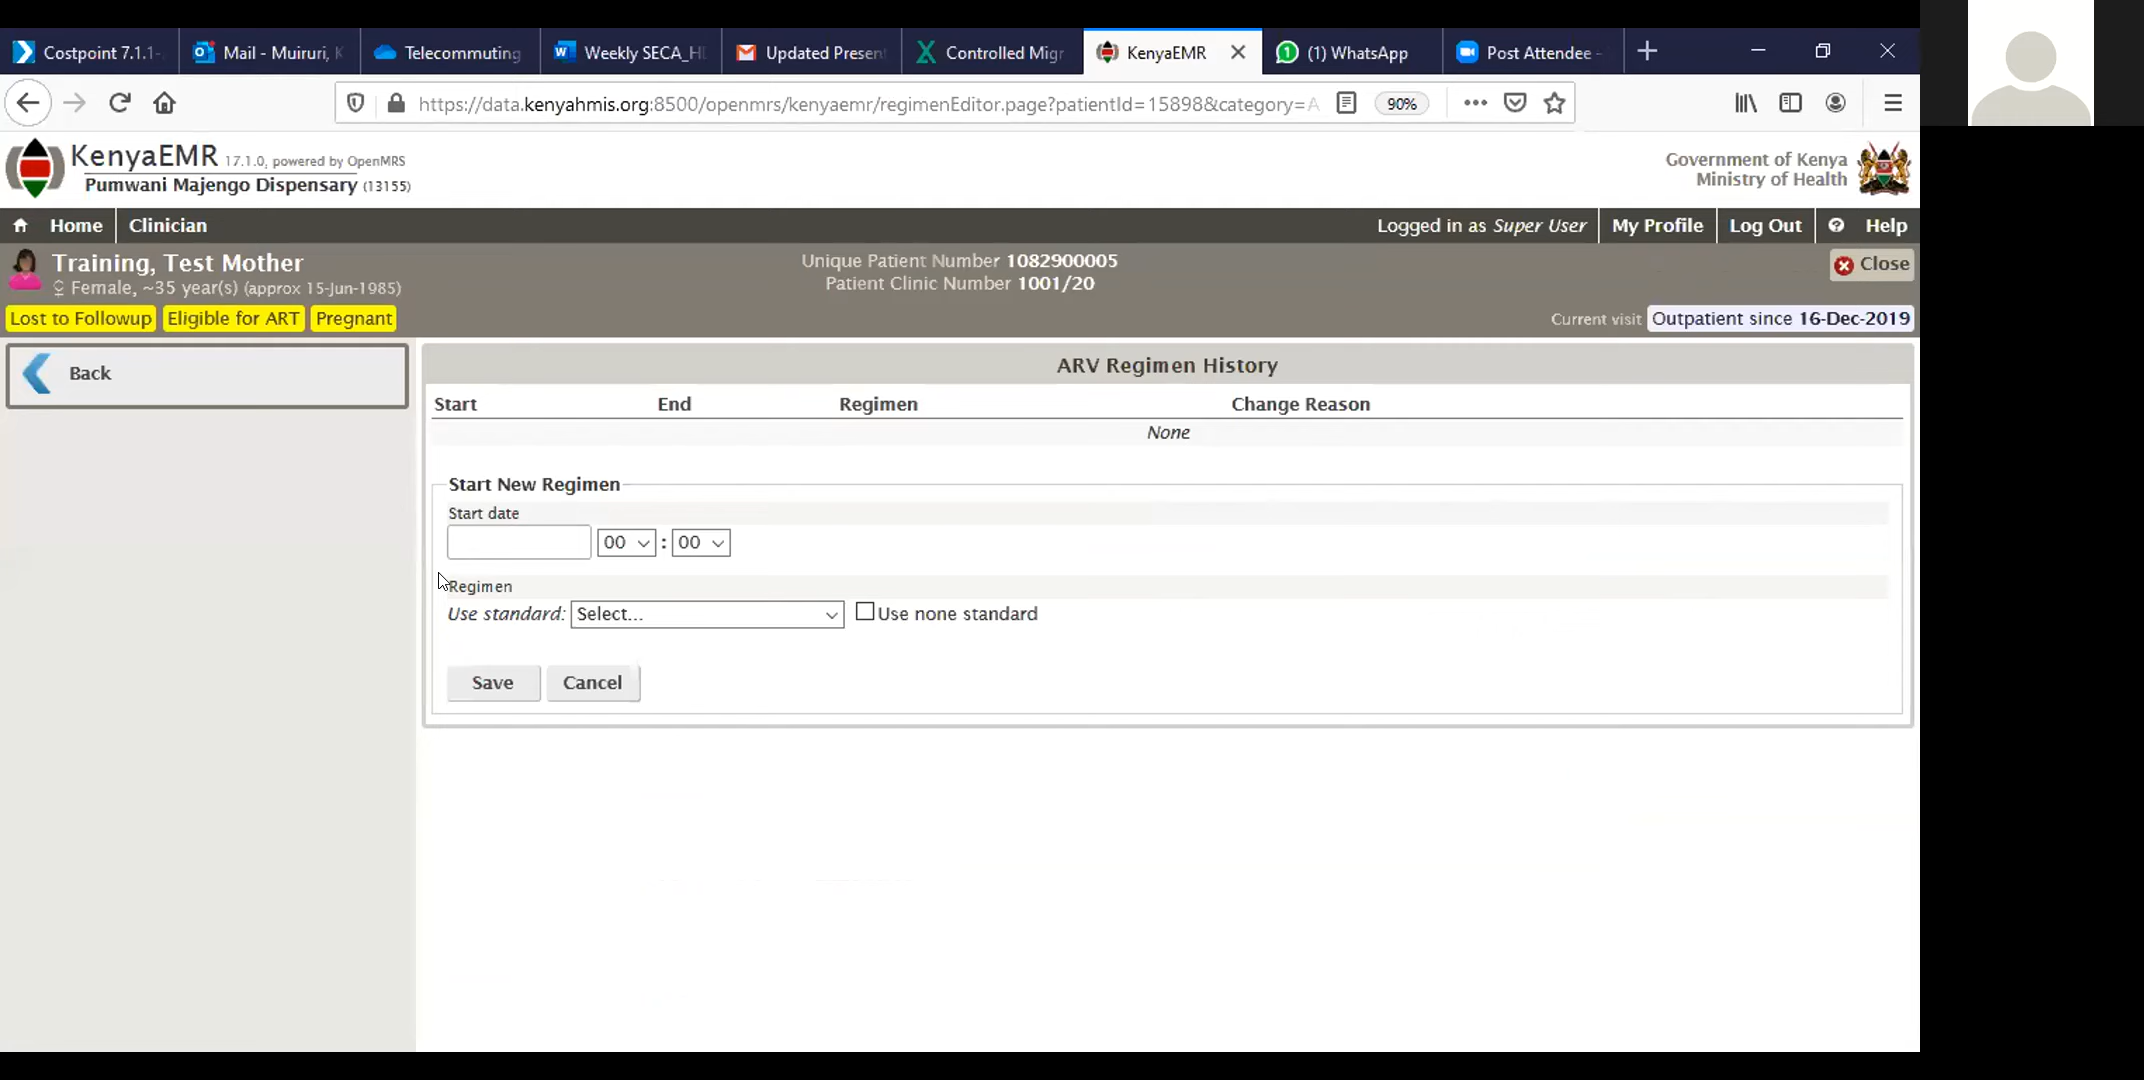 Costpoint 7.1.1-
Mail - Muiruri, K
Telecommuting
Weekly SECA_HI
Updated Present
Controlled Migr
KenyaEMR
(1) WhatsApp
Post Attendee -
https://data.kenyahmis.org:8500/openmrs/kenyaemr/regimenEditor.page?patientId=15898&category=A
90%
KenyaEMR 17.1.0, powered by OpenMRS
Pumwani Majengo Dispensary (13155)
Government of Kenya
Ministry of Health
Home
Clinician
Logged in as Super User
My Profile
Log Out
Help
Training, Test Mother
Female, ~35 year(s) (approx 15-Jun-1985)
Unique Patient Number 1082900005
Patient Clinic Number 1001/20
Close
Lost to Followup
Eligible for ART
Pregnant
Current visit Outpatient since 16-Dec-2019
Back
ARV Regimen History
Start End Regimen Change Reason
None
Start New Regimen
Start date
00 : 00
Regimen
Use standard: Select... Use none standard
Save
Cancel